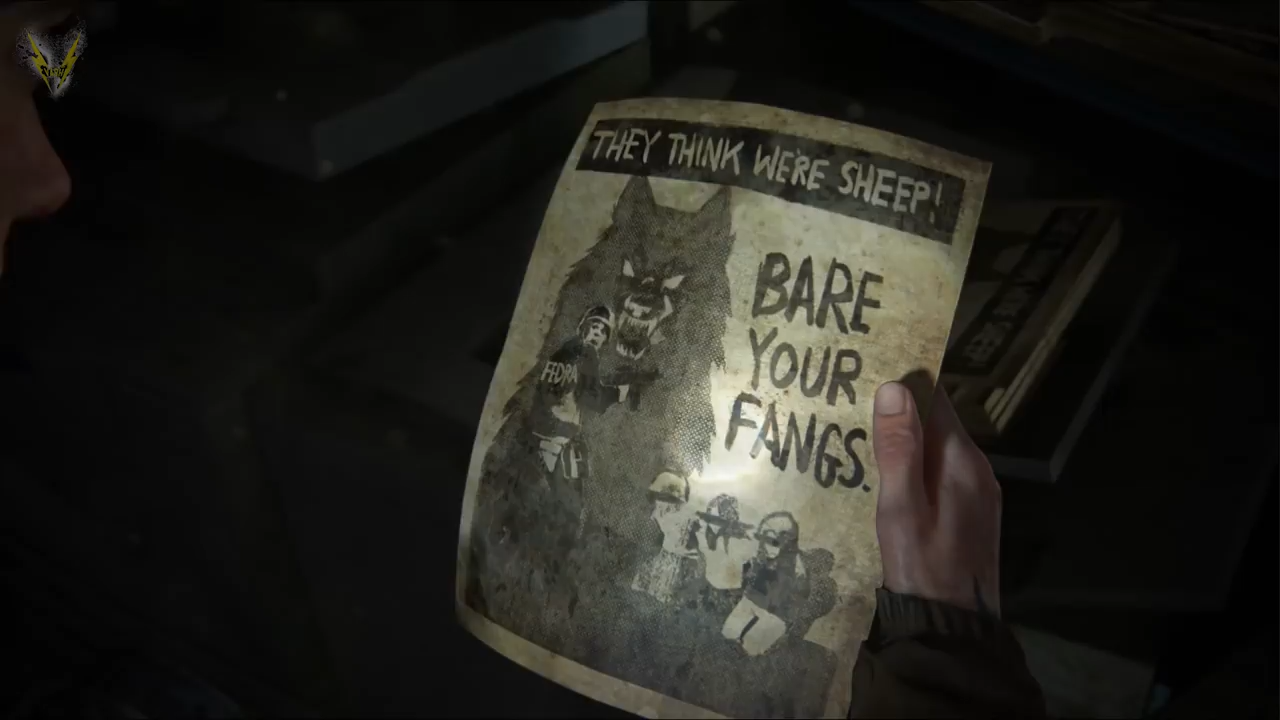 THEY THINK WE'RE SHEEP!
BARE
YOUR
FANGS.
FEDRA